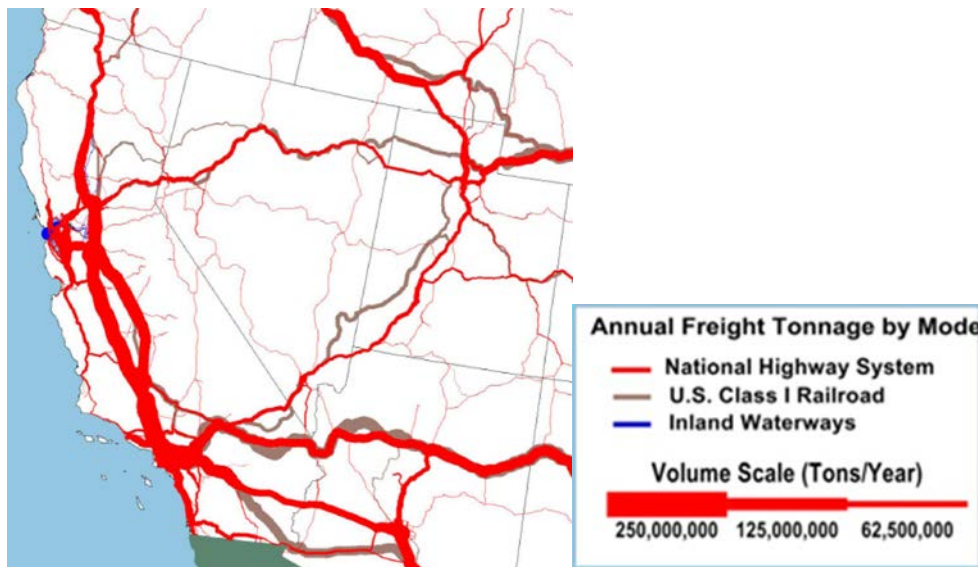 Annual Freight Tonnage by Mode
National Highway System
U.S. Class I Railroad
Inland Waterways
Volume Scale (Tons/Year)
250,000,000 125,000,000 62,500,000